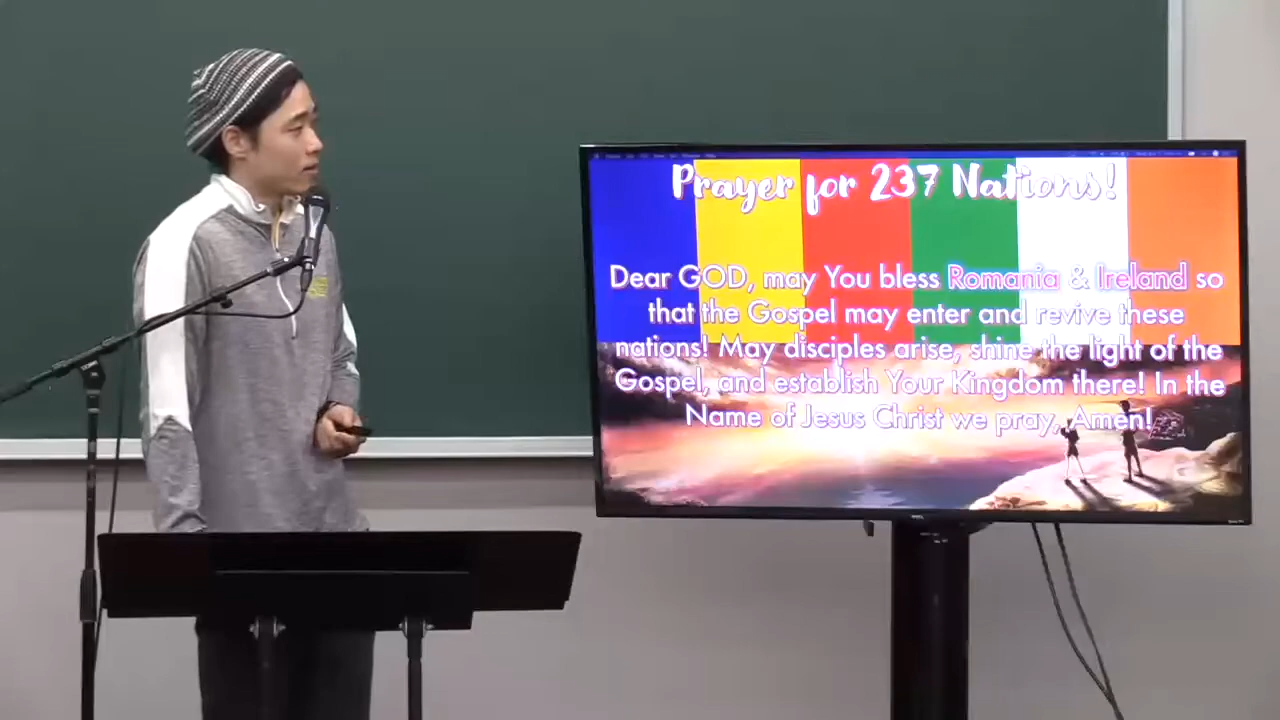 Prayer for 237 Nations!
Dear GOD, may You bless Romania & Ireland so
that the Gospel may enter and revive these
nations! May disciples arise, shine the light of the
Gospel, and establish Your Kingdom there! In the
Name of Jesus Christ we pray, Amen!